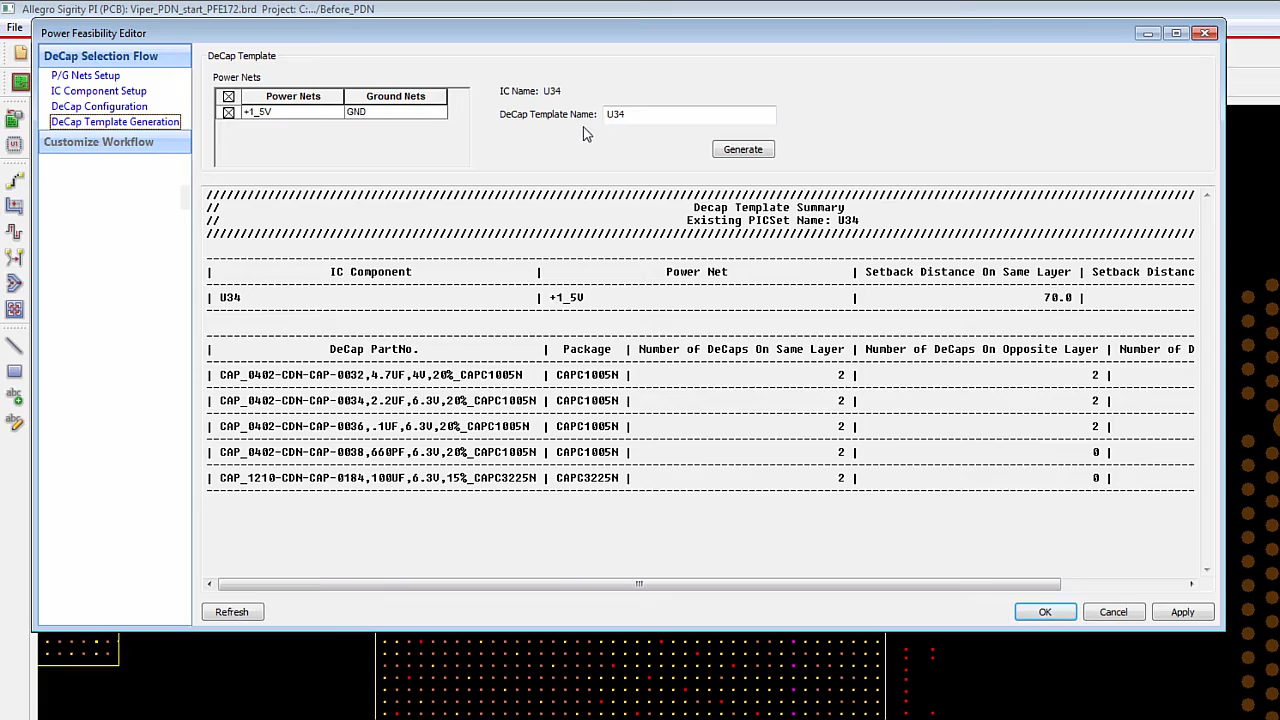 Allegro Sigrity PI (PCB): Viper_PDN_start_PFE172.brd Project: C:.../Before_PDN
File
Power Feasibility Editor
DeCap Selection Flow
P/G Nets Setup
IC Component Setup
DeCap Configuration
DeCap Template Generation
Customize Workflow
DeCap Template
Power Nets
Power Nets Ground Nets
+1_5V GND
IC Name: U34
DeCap Template Name: U34
Generate
// Decap Template Summary
// Existing PICSet Name: U34
| IC Component | Power Net | Setback Distance On Same Layer | Setback Distanc
| U34 | +1_5V | 70.0 |
| DeCap PartNo. | Package | Number of DeCaps On Same Layer | Number of DeCaps On Opposite Layer | Number of D
| CAP_0402-CDN-CAP-0032,4.7UF,4V,20%_CAPC1005N | CAPC1005N | 2 | 2 |
| CAP_0402-CDN-CAP-0034,2.2UF,6.3V,20%_CAPC1005N | CAPC1005N | 2 | 2 |
| CAP_0402-CDN-CAP-0036,.1UF,6.3V,20%_CAPC1005N | CAPC1005N | 2 | 2 |
| CAP_0402-CDN-CAP-0038,660PF,6.3V,20%_CAPC1005N | CAPC1005N | 2 | 0 |
| CAP_1210-CDN-CAP-0184,100UF,6.3V,15%_CAPC3225N | CAPC3225N | 2 | 0 |
Refresh
OK
Cancel
Apply